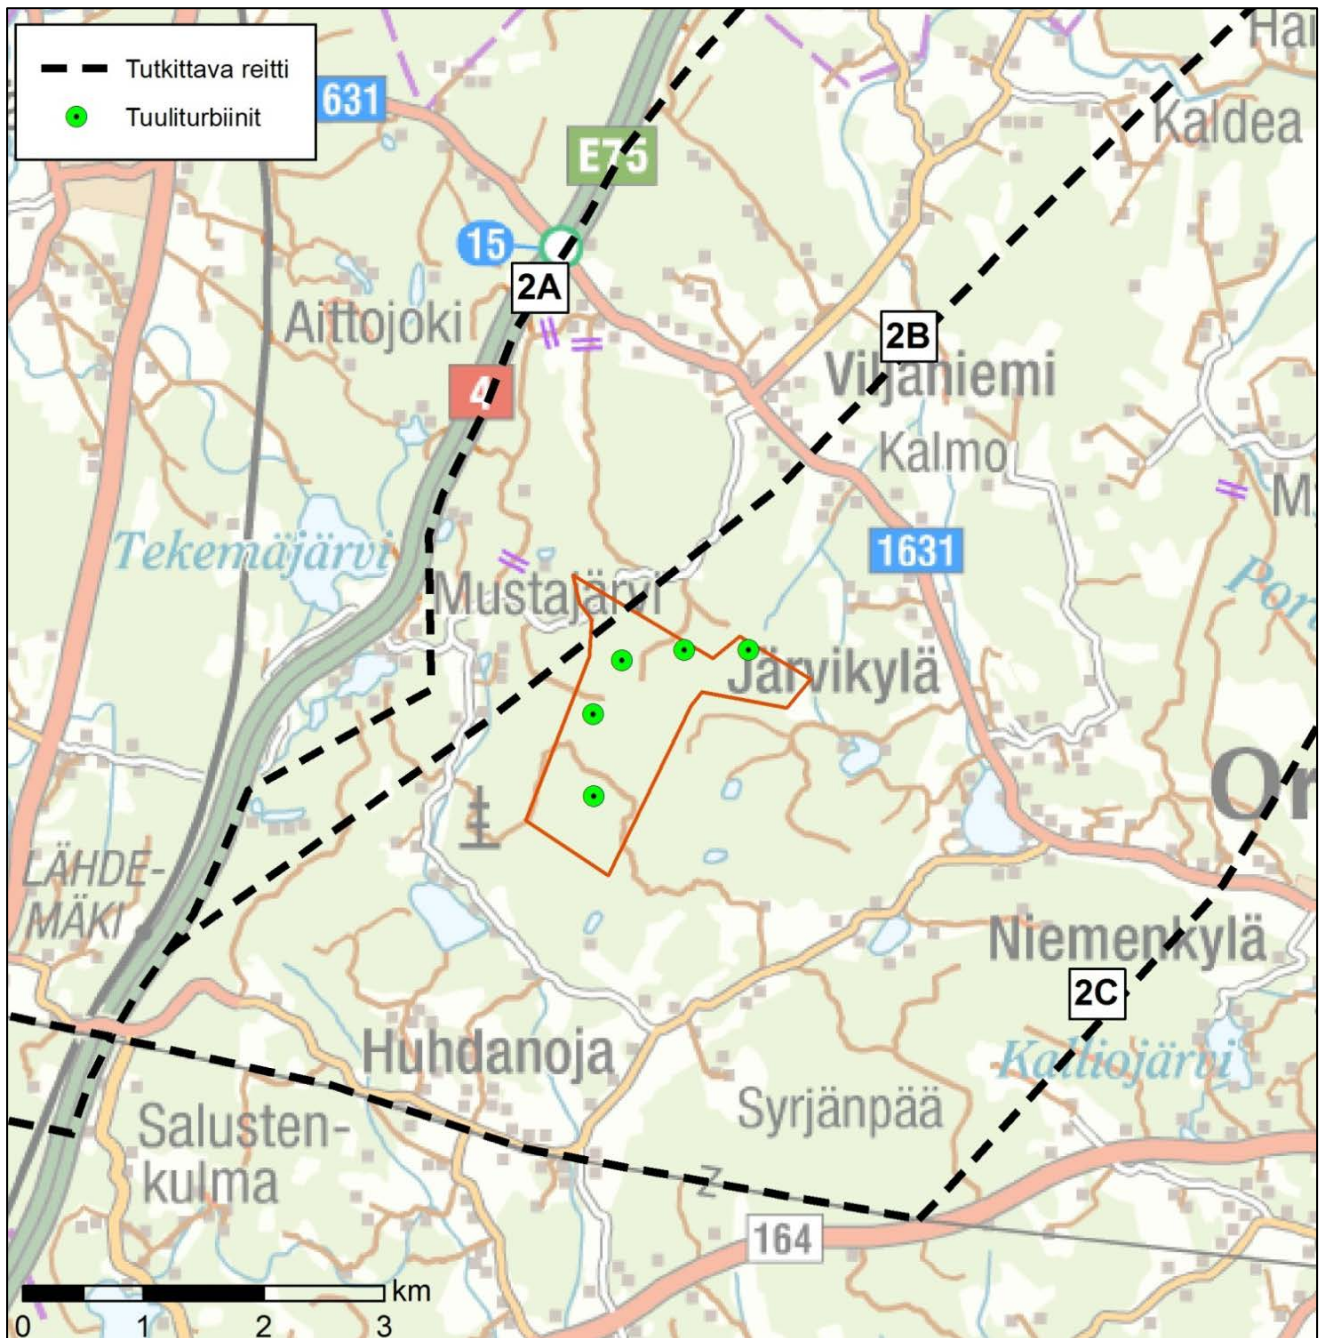 Tutkittava reitti
Tuuliturbiinit
631
E75
15
2A
Kaldea
Aittojoki
2B
4
Viljaniemi
Kalmo
1631
Tekemäjärvi
Mustajärvi
Järvikylä
LÄHDE-
MÄKI
Niemenkylä
2C
Huhdanoja
Kalliojärvi
Syrjänpää
Salusten-
kulma
Z
164
km
0 1 2 3